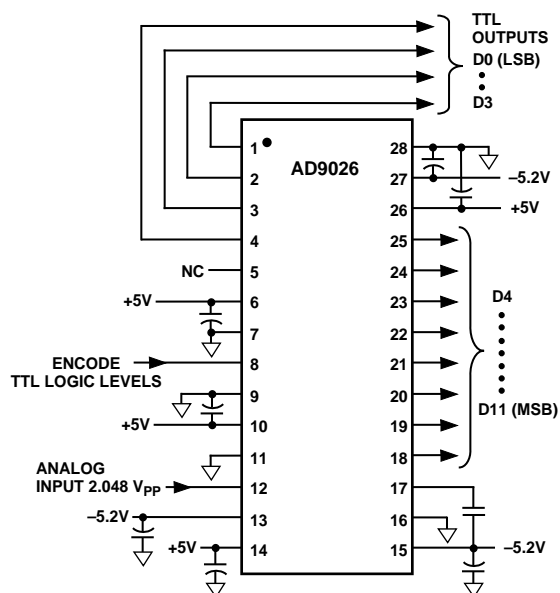 TTL
OUTPUTS
D0 (LSB)
D3
AD9026
1
2
3
4
5
6
7
8
9
10
11
12
13
14
28
27
26
25
24
23
22
21
20
19
18
17
16
15
NC
+5V
ENCODE
TTL LOGIC LEVELS
+5V
ANALOG
INPUT 2.048 VPP
–5.2V
+5V
–5.2V
+5V
D4
D11 (MSB)
–5.2V